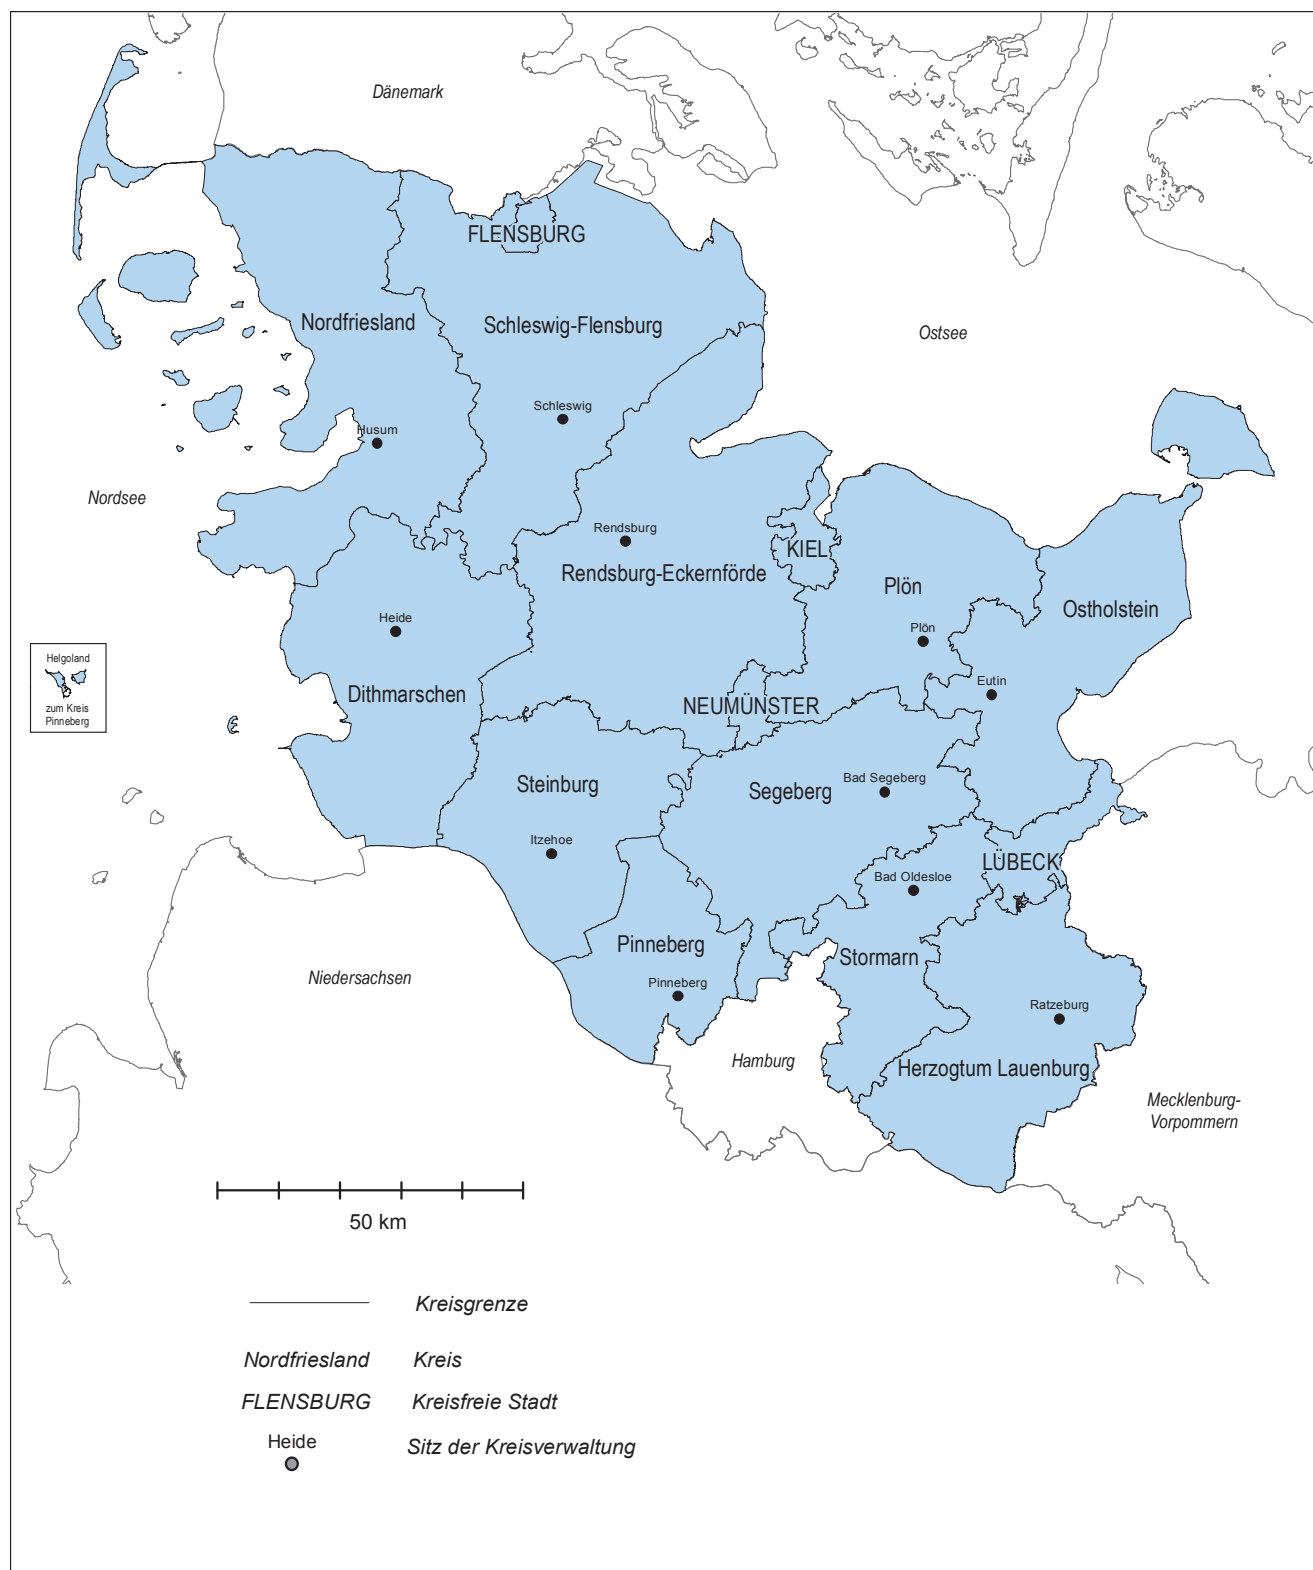 Dänemark
FLENSBURG
Nordfriesland
Schleswig-Flensburg
Ostsee
Schleswig
Husum
Nordsee
Rendsburg
KIEL
Rendsburg-Eckernförde
Plön
Ostholstein
Heide
Plön
Helgoland
zum Kreis
Pinneberg
Eutin
Dithmarschen
NEUMÜNSTER
Steinburg
Segeberg
Bad Segeberg
Itzehoe
LÜBECK
Bad Oldesloe
Pinneberg
Stormarn
Niedersachsen
Pinneberg
Ratzeburg
Hamburg
Herzogtum Lauenburg
Mecklenburg-
Vorpommern
50 km
Kreisgrenze
Nordfriesland Kreis
FLENSBURG Kreisfreie Stadt
Heide Sitz der Kreisverwaltung